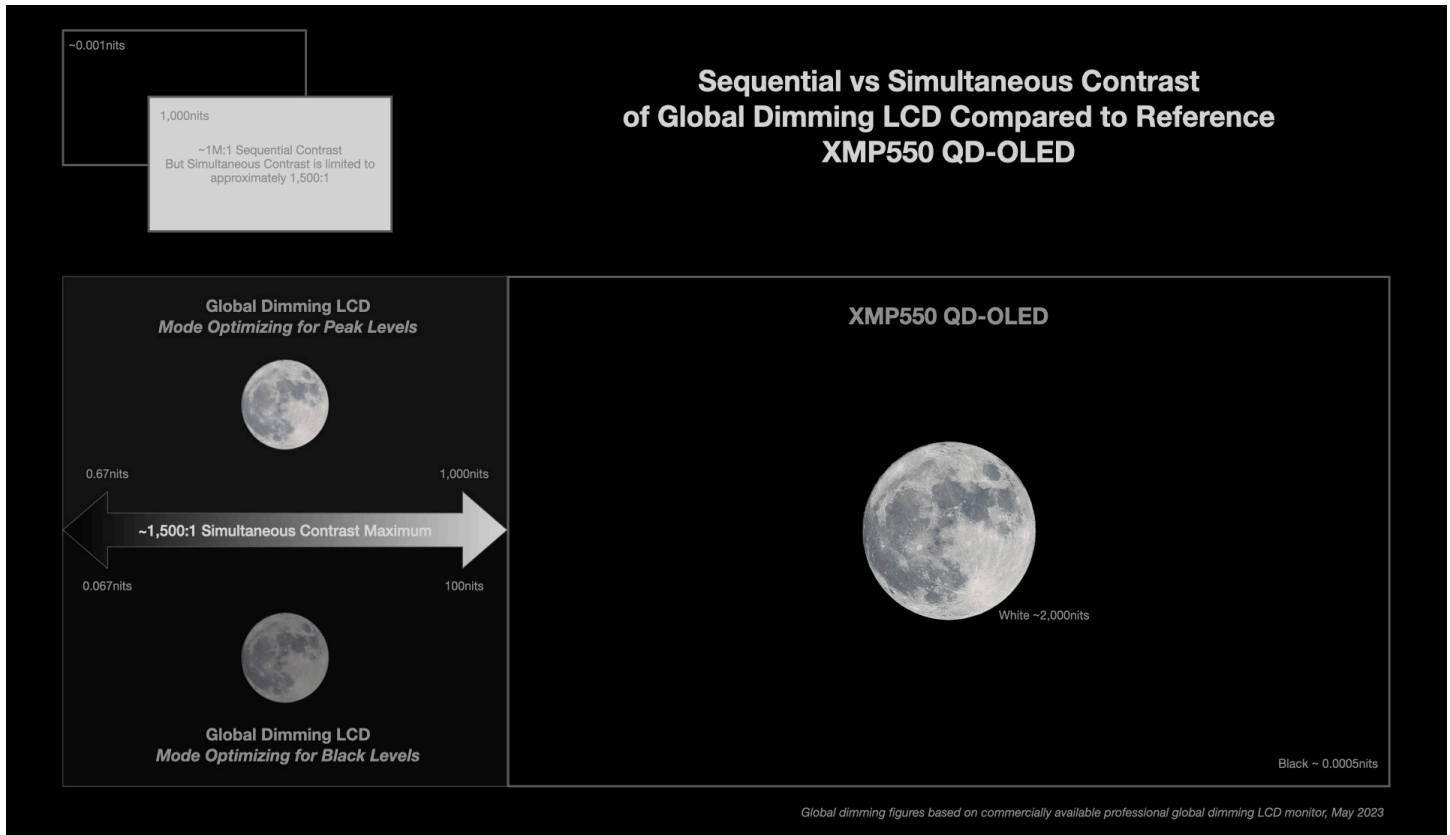 ~0.001nits
1,000nits
~1M:1 Sequential Contrast
But Simultaneous Contrast is limited to
approximately 1,500:1
Sequential vs Simultaneous Contrast
of Global Dimming LCD Compared to Reference
XMP550 QD-OLED
Global Dimming LCD
Mode Optimizing for Peak Levels
0.67nits
1,000nits
~1,500:1 Simultaneous Contrast Maximum
0.067nits
100nits
Global Dimming LCD
Mode Optimizing for Black Levels
XMP550 QD-OLED
White ~2,000nits
Black ~ 0.0005nits
Global dimming figures based on commercially available professional global dimming LCD monitor, May 2023